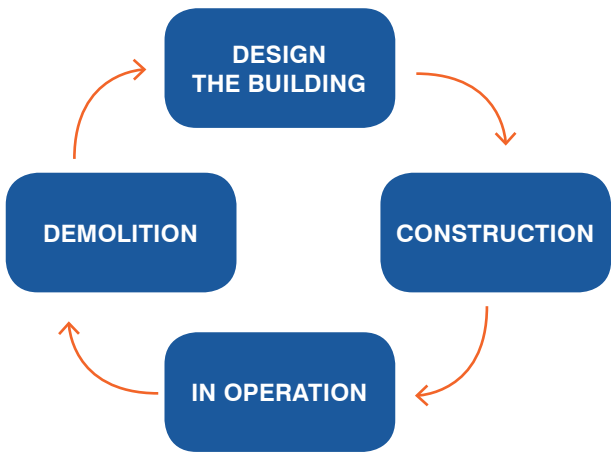 DESIGN
THE BUILDING
DEMOLITION
CONSTRUCTION
IN OPERATION